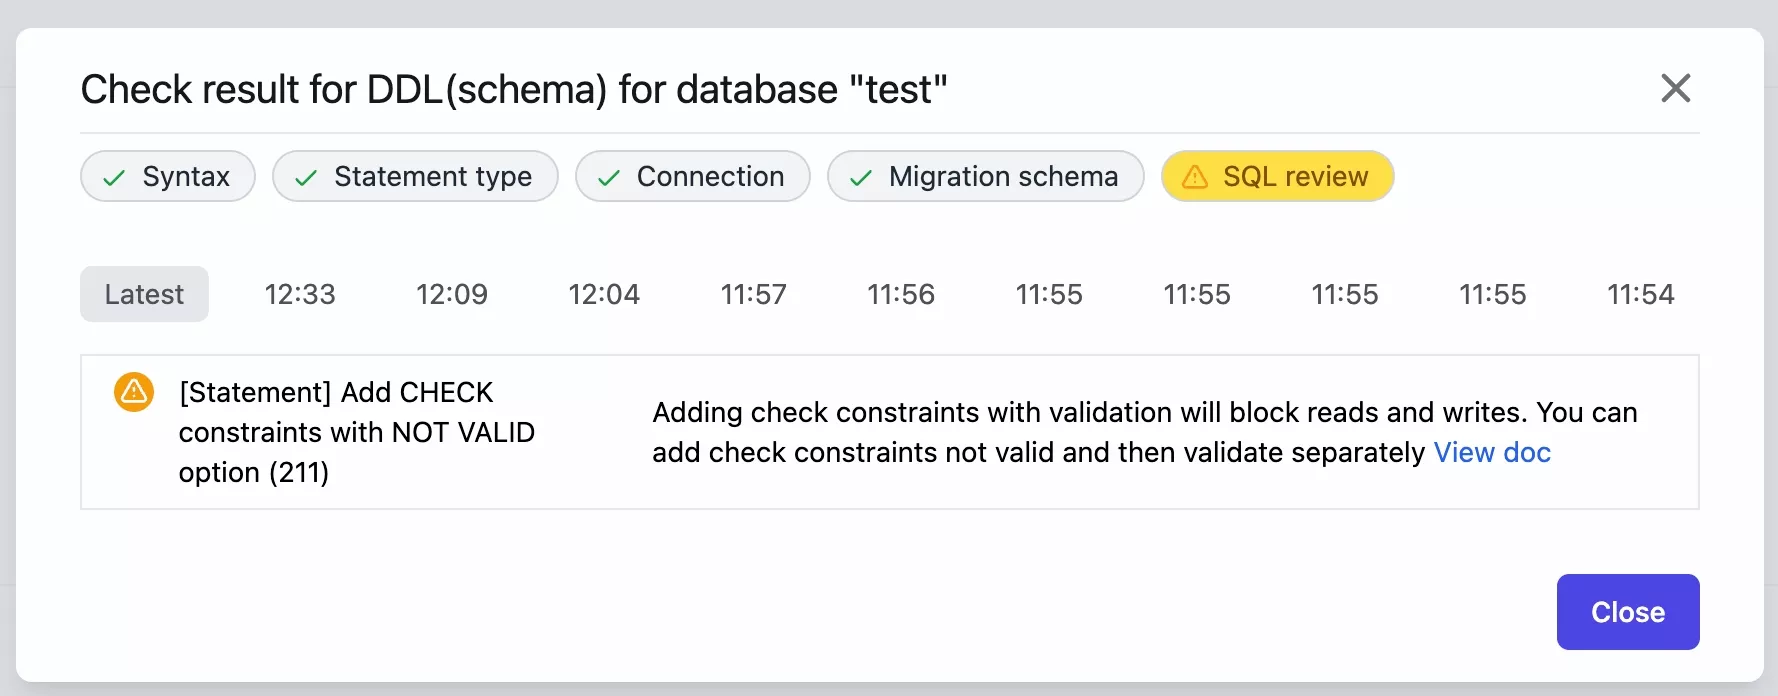 Check result for DDL(schema) for database "test"
Syntax Statement type Connection Migration schema SQL review
Latest 12:33 12:09 12:04 11:57 11:56 11:55 11:55 11:55 11:55 11:54
[Statement] Add CHECK
constraints with NOT VALID
option (211)
Adding check constraints with validation will block reads and writes. You can
add check constraints not valid and then validate separately View doc
Close